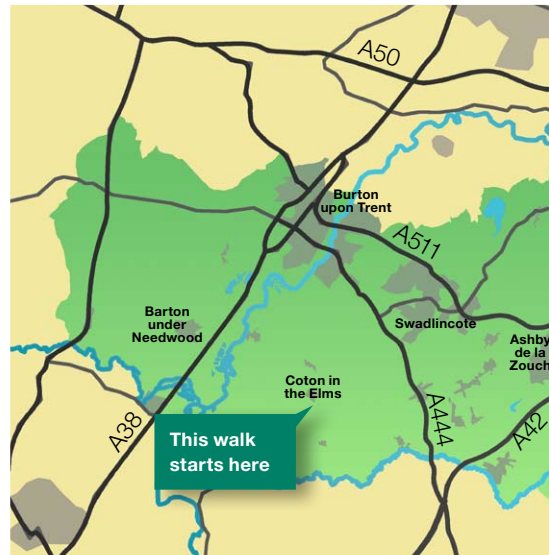 A50
Burton
upon Trent
A511
Barton
under
Needwood
Swadlincote
Ashby
de la
Zouch
Coton in
the Elms
A38
A444
A42
This walk
starts here